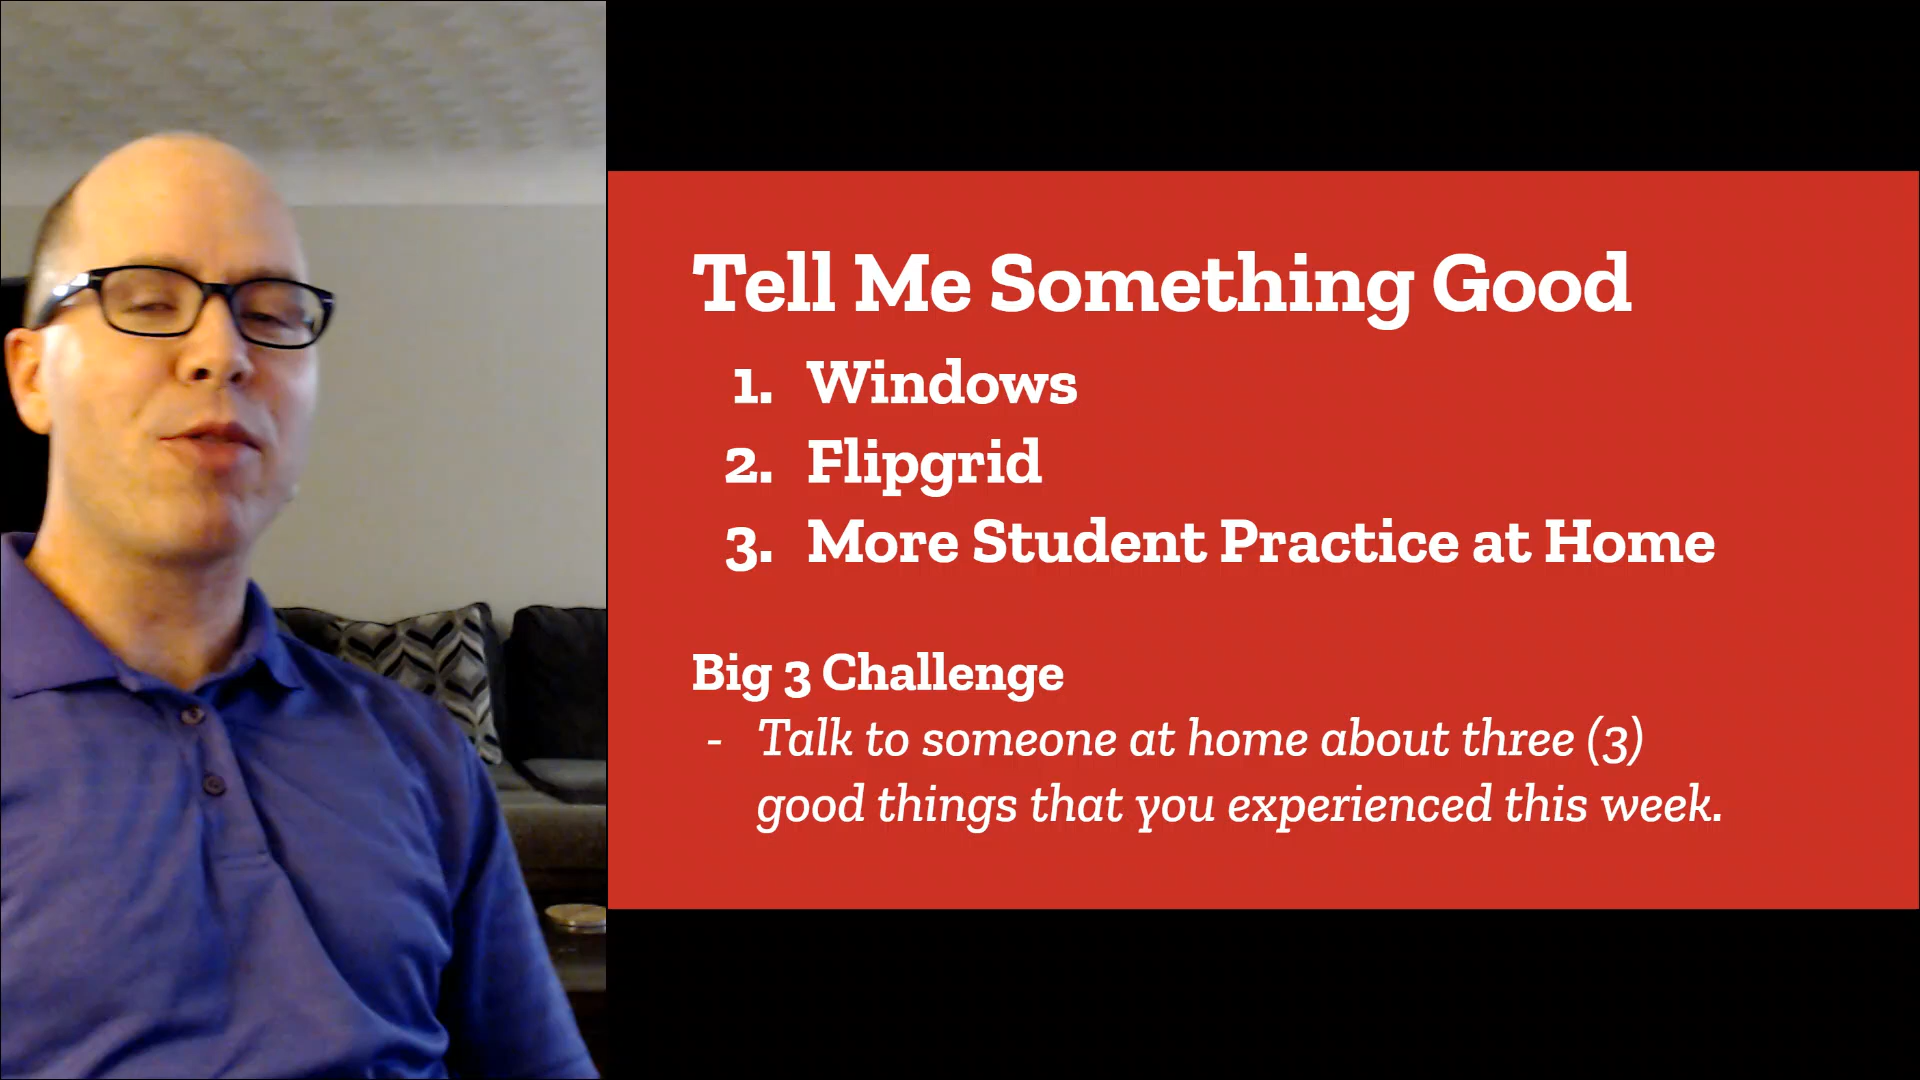 Tell Me Something Good
1. Windows
2. Flipgrid
3. More Student Practice at Home
Big 3 Challenge
- Talk to someone at home about three (3)
good things that you experienced this week.